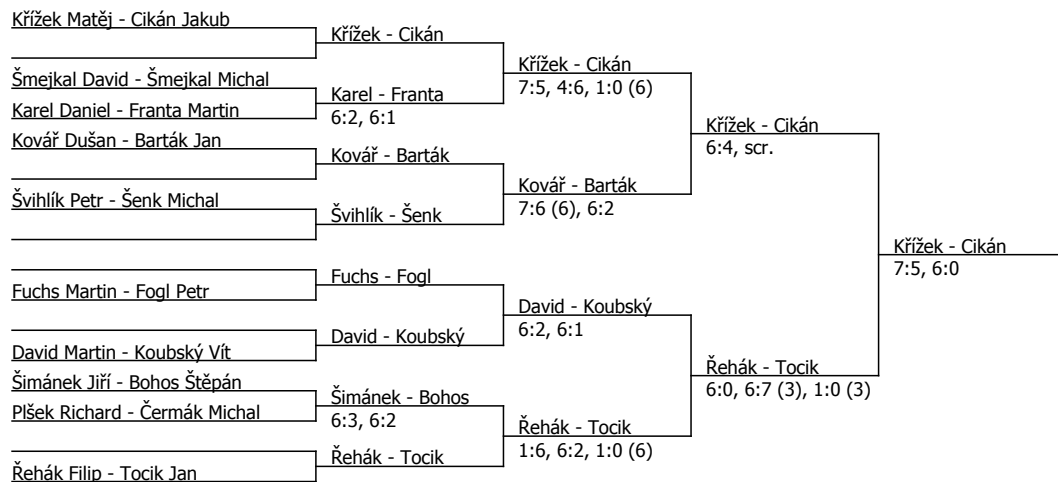 Křížek Matěj - Cikán Jakub
Šmejkal David - Šmejkal Michal
Karel Daniel - Franta Martin
Kovář Dušan - Barták Jan
Švihlík Petr - Šenk Michal
Fuchs Martin - Fogl Petr
David Martin - Koubský Vít
Šimánek Jiří - Bohos Štěpán
Plšek Richard - Čermák Michal
Řehák Filip - Tocik Jan
Křížek - Cikán
Karel - Franta
6:2, 6:1
Kovář - Barták
Švihlík - Šenk
Fuchs - Fogl
David - Koubský
Šimánek - Bohos
6:3, 6:2
Řehák - Tocik
Křížek - Cikán
7:5, 4:6, 1:0 (6)
Kovář - Barták
7:6 (6), 6:2
David - Koubský
6:2, 6:1
Řehák - Tocik
1:6, 6:2, 1:0 (6)
Křížek - Cikán
6:4, scr.
Řehák - Tocik
6:0, 6:7 (3), 1:0 (3)
Křížek - Cikán
7:5, 6:0